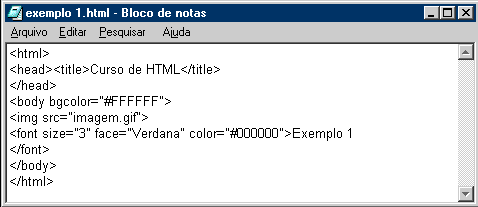 exemplo 1.html - Bloco de notas
Arquivo Editar Pesquisar Ajuda
<html>
<head><title>Curso de HTML</title>
</head>
<body bgcolor="#FFFFFF">
<img src="imagem.gif">
<font size="3" face="Verdana" color="#000000">Exemplo 1
</font>
</body>
</html>